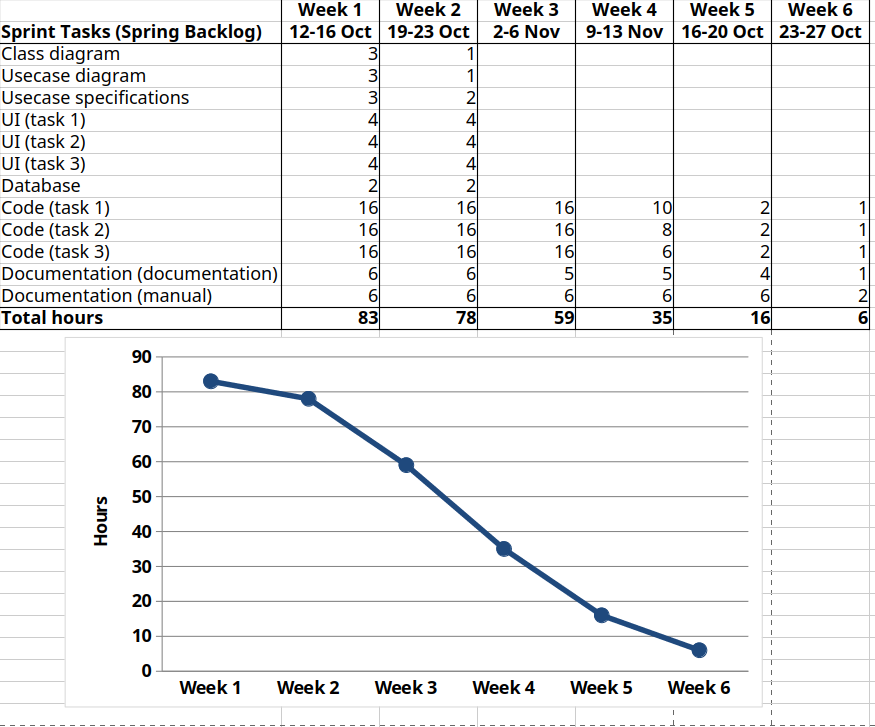 Week 1 Week 2 Week 3 Week 4 Week 5 Week 6
Sprint Tasks (Spring Backlog) 12-16 Oct 19-23 Oct 2-6 Nov 9-13 Nov 16-20 Oct 23-27 Oct
Class diagram 3 1
Usecase diagram 3 1
Usecase specifications 3 2
UI (task 1) 4 4
UI (task 2) 4 4
UI (task 3) 4 4
Database 2 2
Code (task 1) 16 16 16 10 2 1
Code (task 2) 16 16 16 8 2 1
Code (task 3) 16 16 16 6 2 1
Documentation (documentation) 6 6 5 5 4 1
Documentation (manual) 6 6 6 6 6 2
Total hours 83 78 59 35 16 6
90
80
70
60
50
40
30
20
10
0
Hours
Week 1 Week 2 Week 3 Week 4 Week 5 Week 6